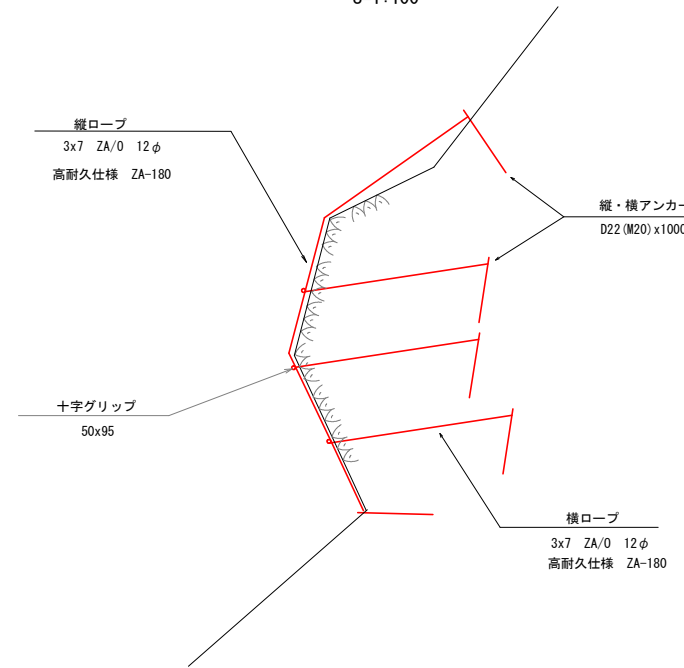 S=1:100
縦ロープ
3x7 ZA/0 12φ
高耐久仕様 ZA-180
縦・横アンカー
D22(M20)x1000
十字グリップ
50x95
横ロープ
3x7 ZA/0 12φ
高耐久仕様 ZA-180